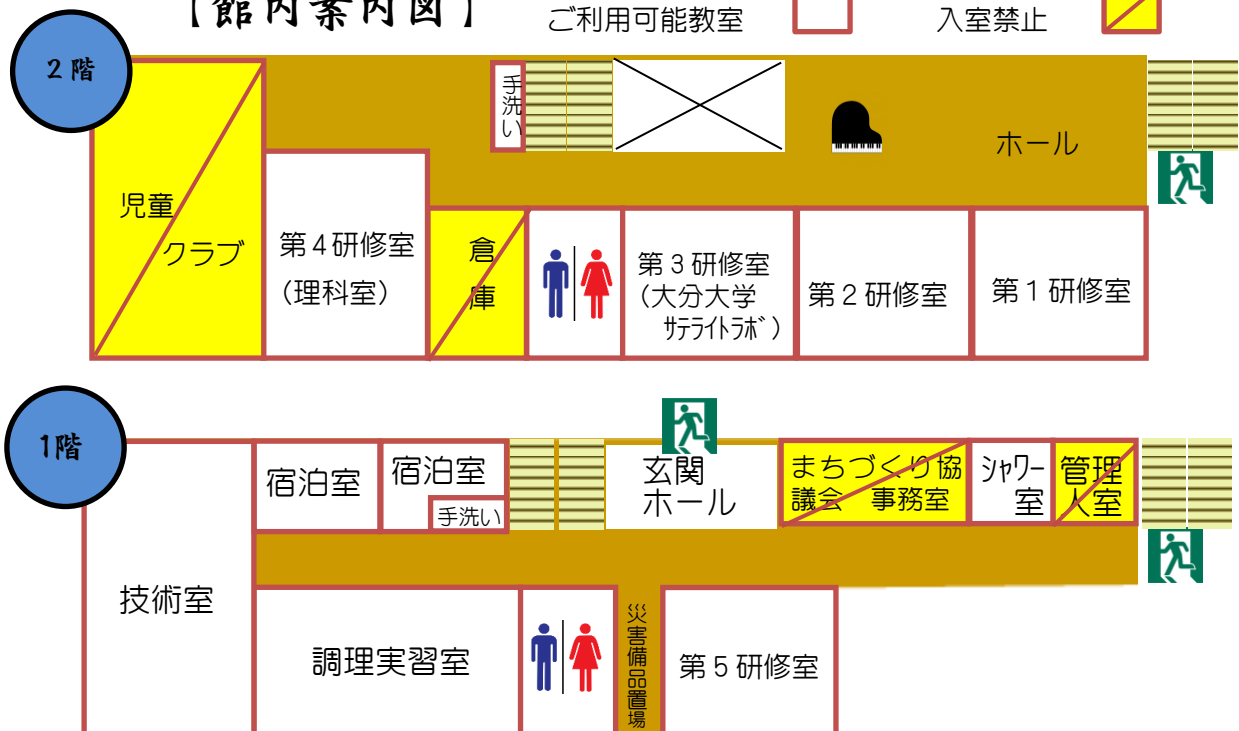 【館内案内図】
ご利用可能教室
入室禁止
2階
手洗い
ホール
児童
クラブ
第4研修室
(理科室)
倉
庫
第3研修室
(大分大学
ｻﾃﾗｲﾄﾗﾎﾞ)
第2研修室
第1研修室
1階
宿泊室
宿泊室
手洗い
玄関
ホール
まちづくり協
議会 事務室
ｼｬﾜｰ
室
管理
人室
技術室
調理実習室
災害備品置場
第5研修室